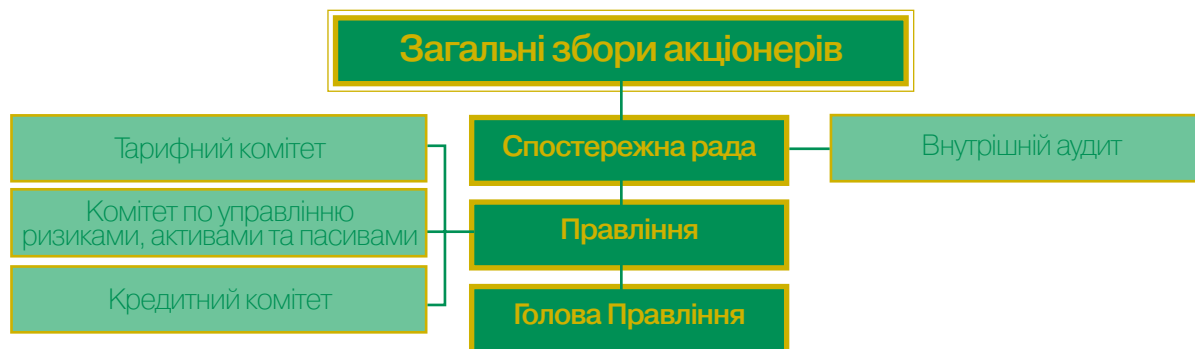 Загальні збори акціонерів
Тарифний комітет
Спостережна рада
Внутрішній аудит
Комітет по управлінню
ризиками, активами та пасивами
Правління
Кредитний комітет
Голова Правління